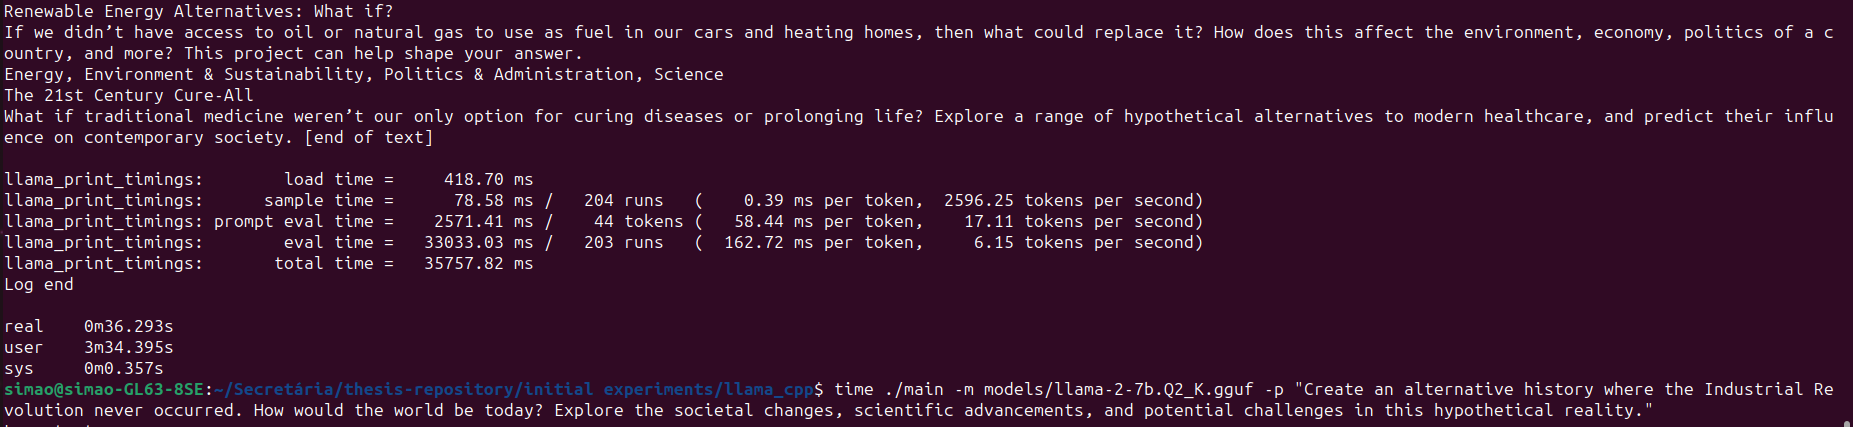 Renewable Energy Alternatives: What if?
If we didn’t have access to oil or natural gas to use as fuel in our cars and heating homes, then what could replace it? How does this affect the environment, economy, politics of a c
ountry, and more? This project can help shape your answer.
Energy, Environment & Sustainability, Politics & Administration, Science
The 21st Century Cure-All
What if traditional medicine weren’t our only option for curing diseases or prolonging life? Explore a range of hypothetical alternatives to modern healthcare, and predict their influ
ence on contemporary society. [end of text]
llama_print_timings:        load time =     418.70 ms
llama_print_timings:      sample time =      78.58 ms /   204 runs   (    0.39 ms per token,  2596.25 tokens per second)
llama_print_timings: prompt eval time =    2571.41 ms /    44 tokens (   58.44 ms per token,    17.11 tokens per second)
llama_print_timings:        eval time =   33033.03 ms /   203 runs   (  162.72 ms per token,     6.15 tokens per second)
llama_print_timings:       total time =   35757.82 ms
Log end
real    0m36.293s
user    3m34.395s
sys     0m0.357s
simao@simao-GL63-8SE:~/Secretária/thesis-repository/initial experiments/llama_cpp$ time ./main -m models/llama-2-7b.Q2_K.gguf -p "Create an alternative history where the Industrial Re
volution never occurred. How would the world be today? Explore the societal changes, scientific advancements, and potential challenges in this hypothetical reality."